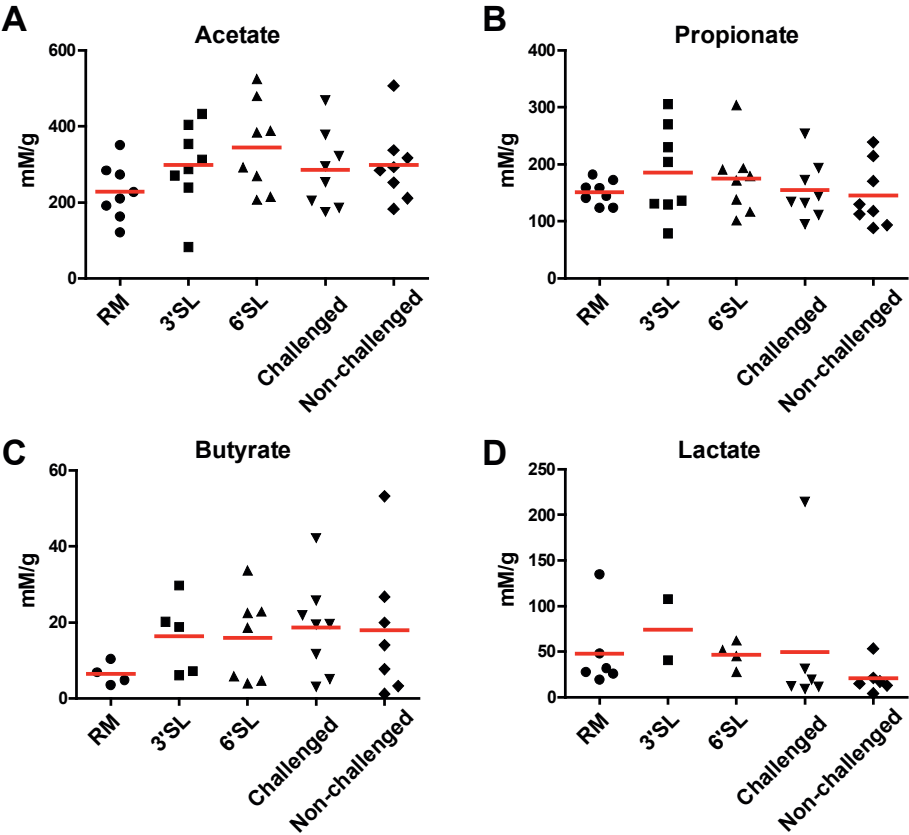 A
Acetate
mM/g
600
400
200
0
RM
3'SL
6'SL
Challenged
Non-challenged
B
Propionate
mM/g
400
300
200
100
0
RM
3'SL
6'SL
Challenged
Non-challenged
C
Butyrate
mM/g
60
40
20
0
RM
3'SL
6'SL
Challenged
Non-challenged
D
Lactate
mM/g
250
200
150
100
50
0
RM
3'SL
6'SL
Challenged
Non-challenged